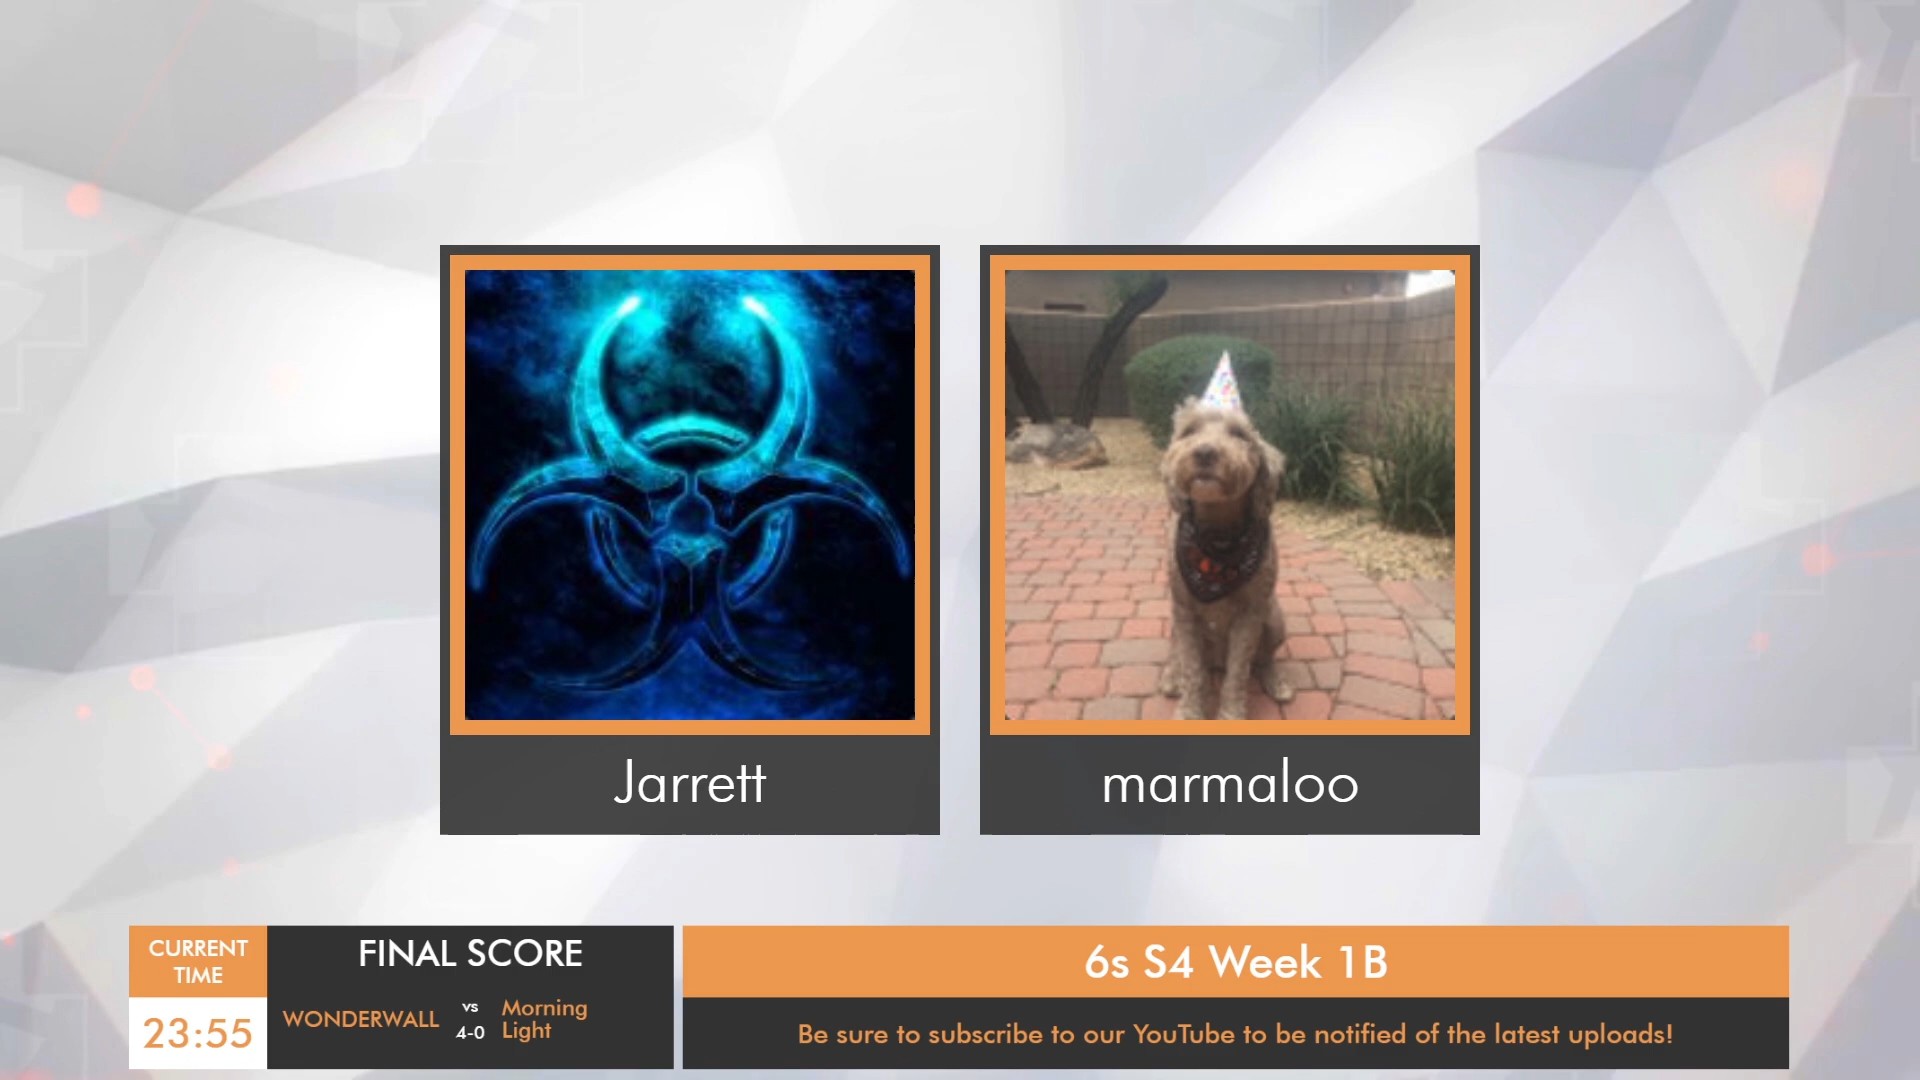 Jarrett
marmaloo
CURRENT
TIME
23:55
FINAL SCORE
WONDERWALL
vs
4-0
Morning
Light
6s S4 Week 1B
Be sure to subscribe to our YouTube to be notified of the latest uploads!